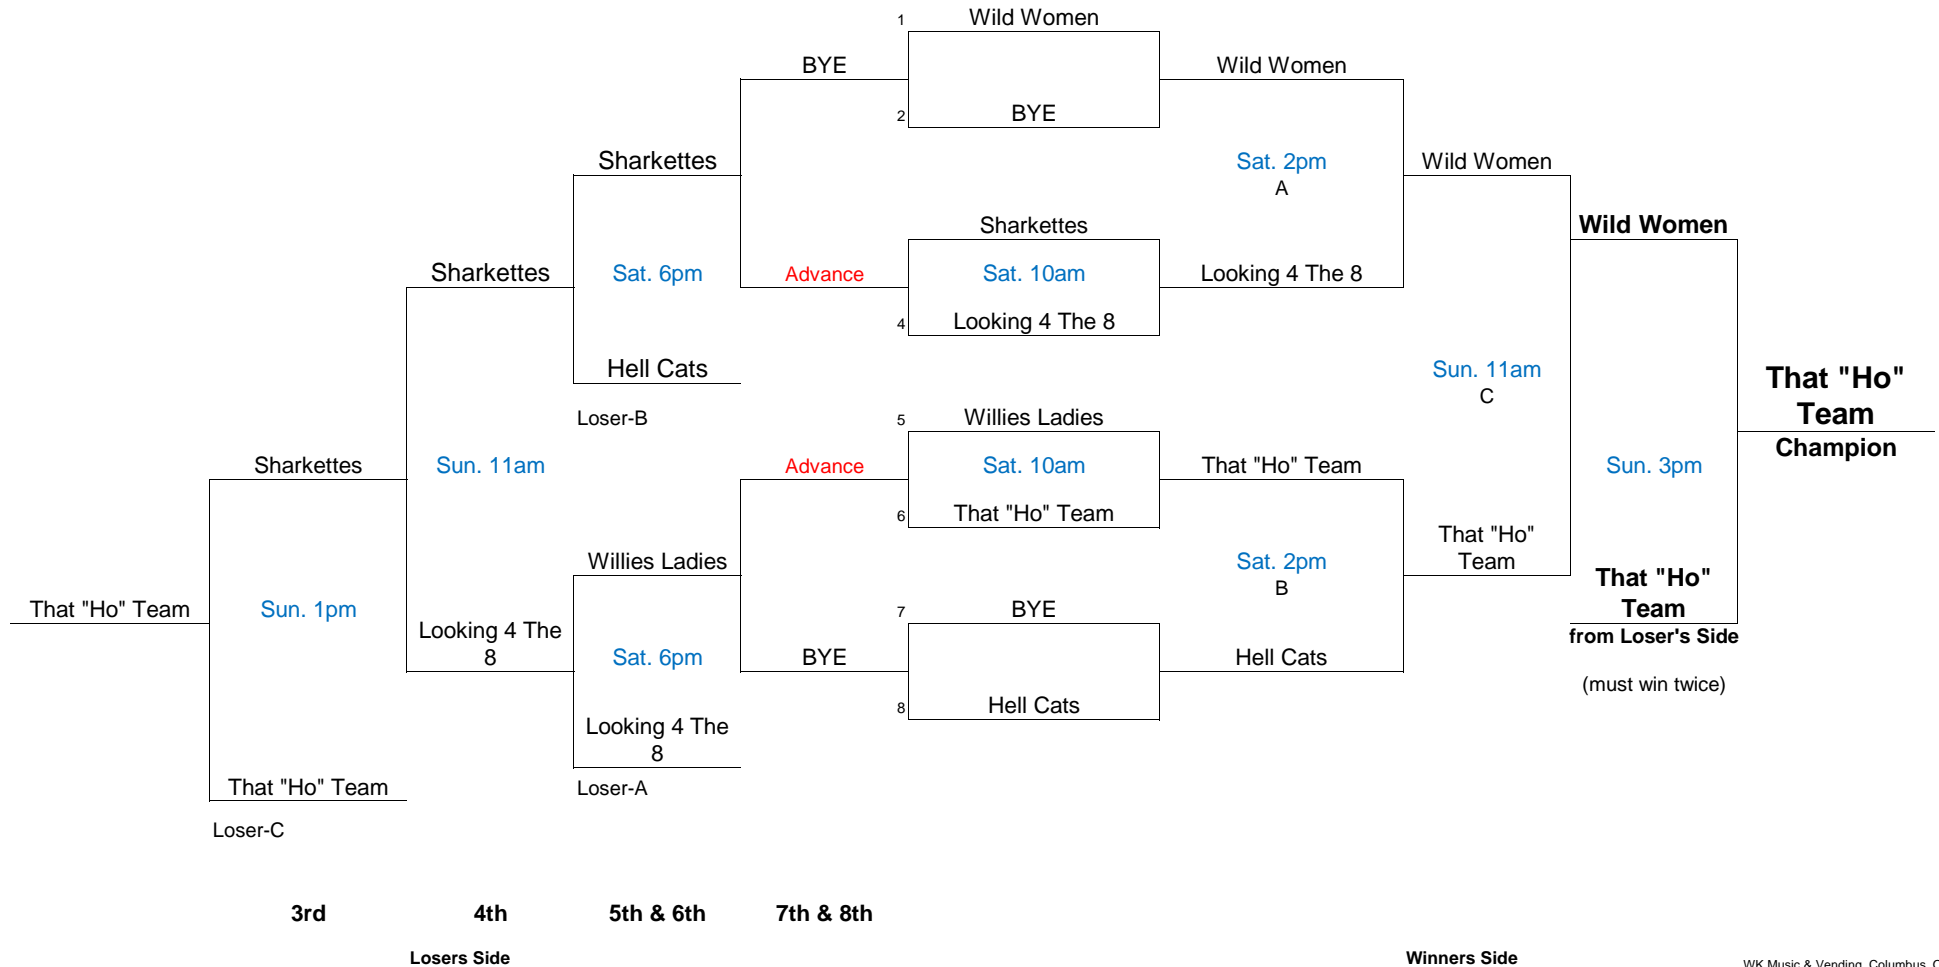 1 Wild Women
BYE Wild Women
2 BYE
Sharkettes Sat. 2pm Wild Women
A
Sharkettes Wild Women
Sharkettes Sat. 6pm Advance Sat. 10am Looking 4 The 8
4 Looking 4 The 8
Hell Cats Sun. 11am That "Ho"
C Team
Loser-B 5 Willies Ladies Champion
Sharkettes Sun. 11am Advance Sat. 10am That "Ho" Team Sun. 3pm
6 That "Ho" Team
That "Ho"
Willies Ladies Sat. 2pm Team
B That "Ho"
That "Ho" Team Sun. 1pm 7 BYE Team
Looking 4 The from Loser's Side
8 Sat. 6pm BYE Hell Cats
(must win twice)
8 Hell Cats
Looking 4 The
8
That "Ho" Team Loser-A
Loser-C
3rd 4th 5th & 6th 7th & 8th
Losers Side Winners Side
WK Music & Vending, Columbus,